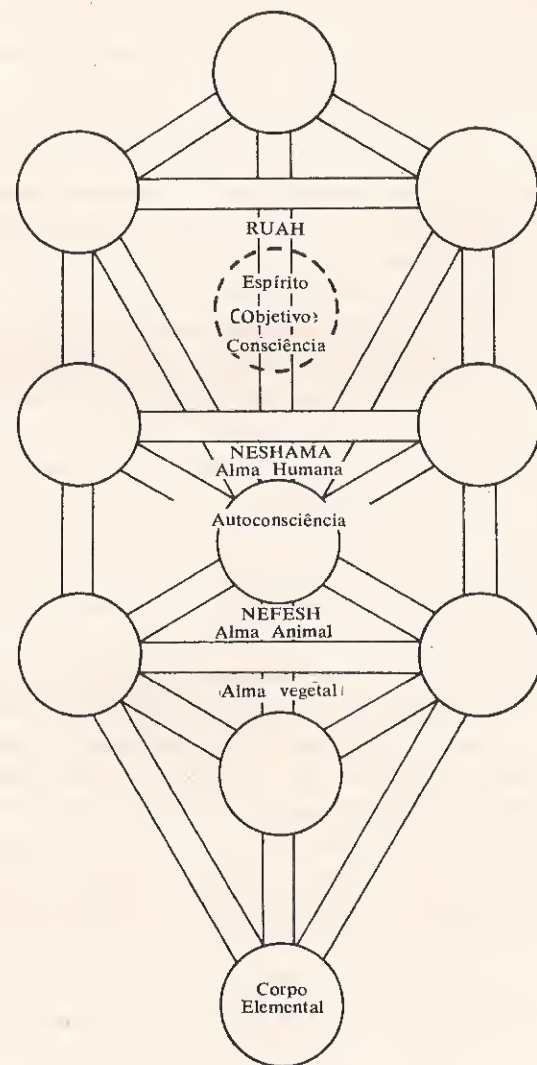 RUAH
Espírito
(Objetivo)
Consciência
NESHAMA
Alma Humana
Autoconsciência
NEFESH
Alma Animal
Alma vegetal
Corpo
Elemental